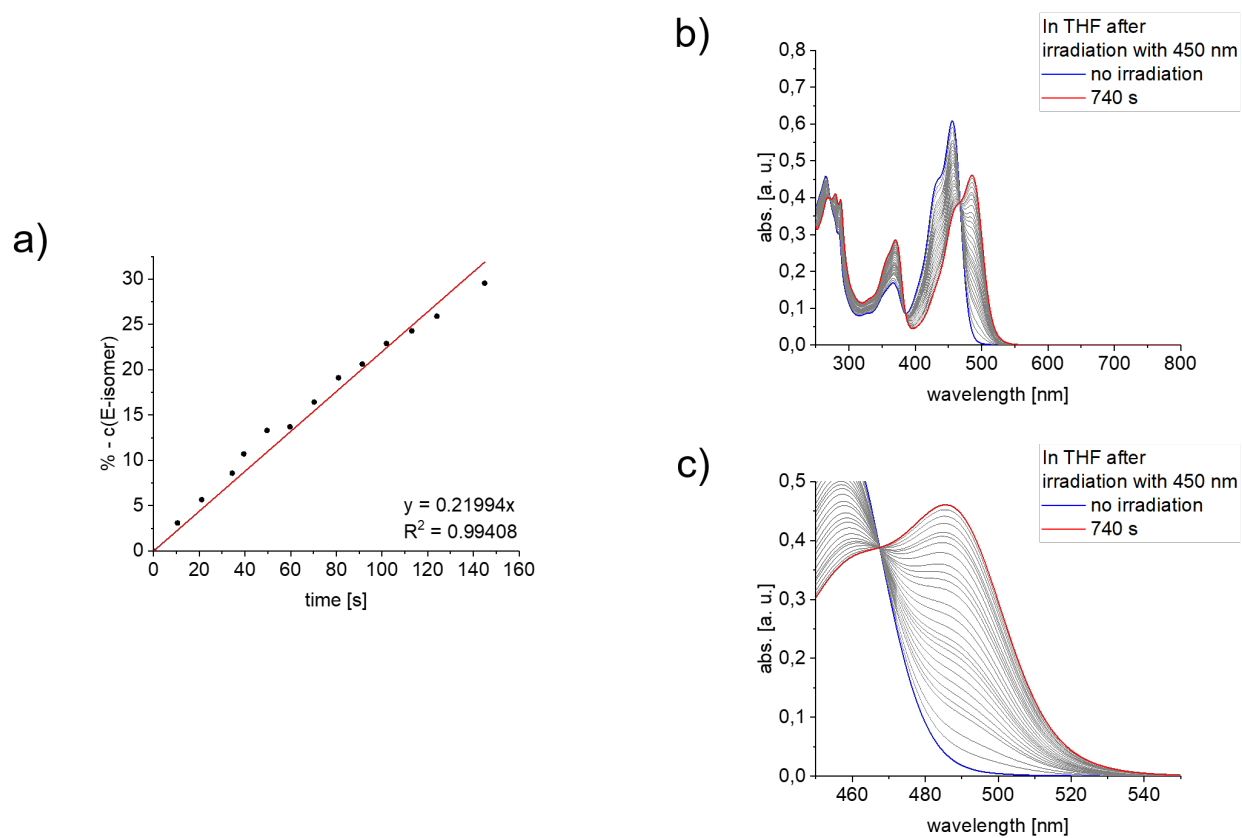 a)
% - c(E-isomer)
30
25
20
15
10
5
0
0 20 40 60 80 100 120 140 160
time [s]
y = 0.21994x
R² = 0.99408
b)
In THF after
irradiation with 450 nm
no irradiation
740 s
abs. [a. u.]
0,8
0,7
0,6
0,5
0,4
0,3
0,2
0,1
0,0
300 400 500 600 700 800
wavelength [nm]
c)
In THF after
irradiation with 450 nm
no irradiation
740 s
abs. [a. u.]
0,5
0,4
0,3
0,2
0,1
0,0
460 480 500 520 540
wavelength [nm]